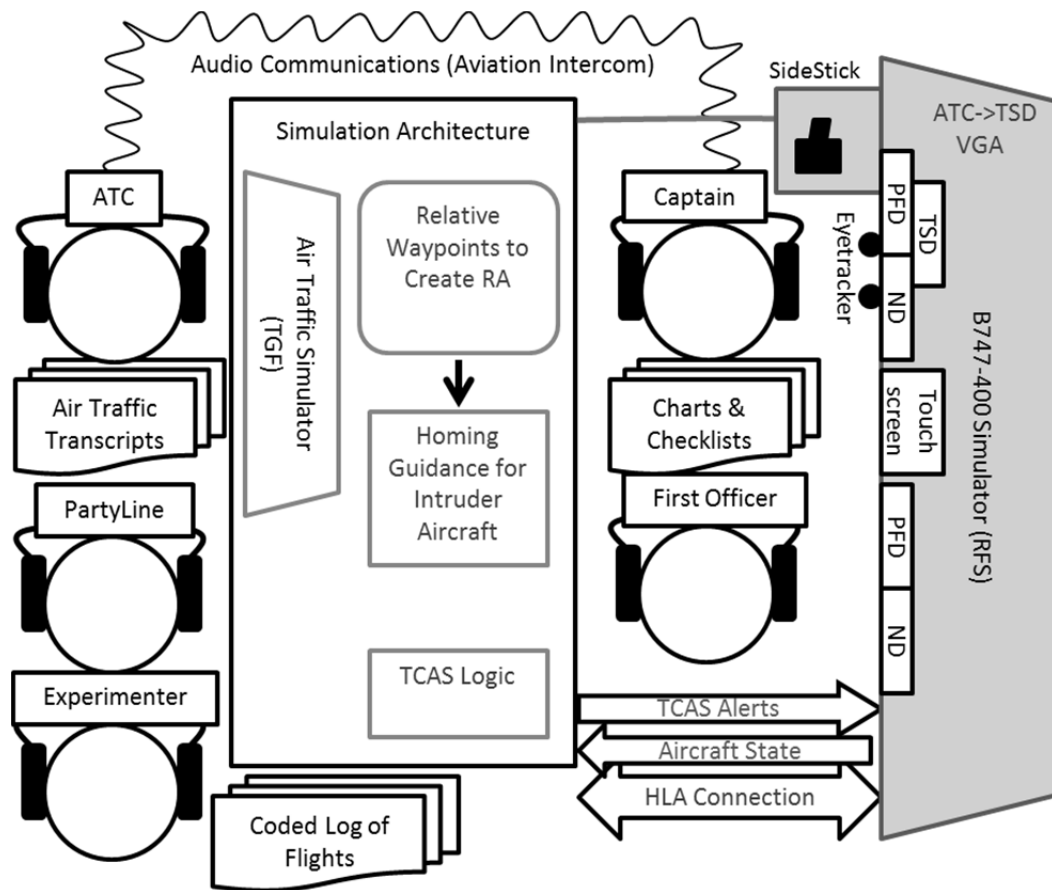 Audio Communications (Aviation Intercom)
SideStick
Simulation Architecture
ATC->TSD
VGA
ATC
Captain
Relative
Waypoints to
Create RA
Air Traffic Simulator
(TGF)
PFD
TSD
Eyetracker
ND
B747-400 Simulator (RFS)
Air Traffic
Transcripts
Homing
Guidance for
Intruder
Aircraft
Charts &
Checklists
Touch
screen
PartyLine
First Officer
PFD
ND
Experimenter
TCAS Logic
TCAS Alerts
Aircraft State
HLA Connection
Coded Log of
Flights